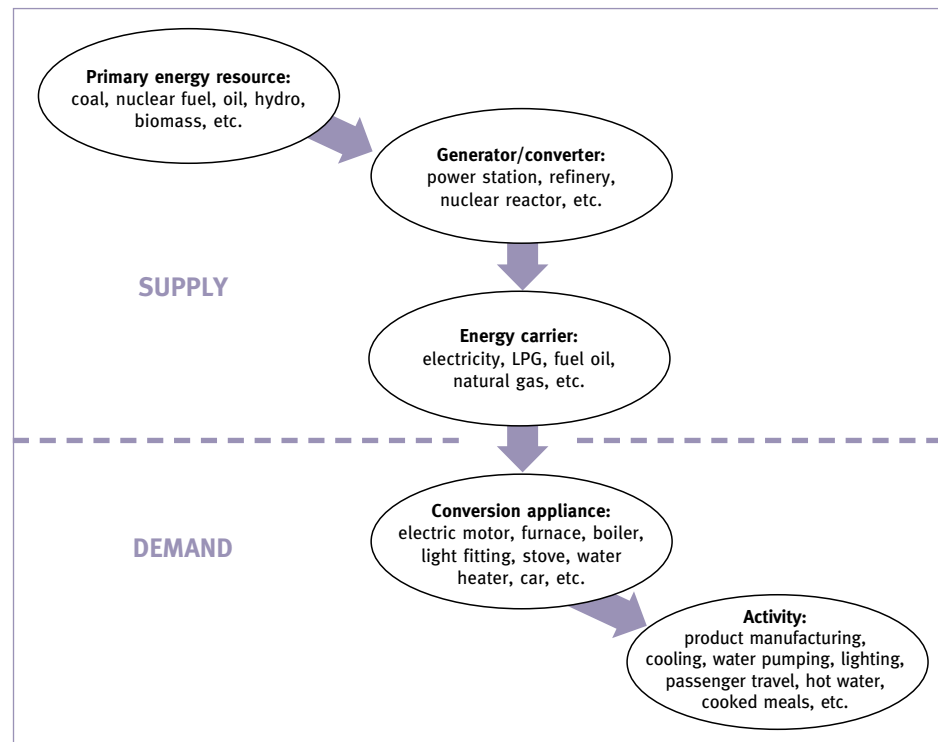 Primary energy resource:
coal, nuclear fuel, oil, hydro,
biomass, etc.
Generator/converter:
power station, refinery,
nuclear reactor, etc.
SUPPLY
Energy carrier:
electricity, LPG, fuel oil,
natural gas, etc.
Conversion appliance:
electric motor, furnace, boiler,
light fitting, stove, water
heater, car, etc.
DEMAND
Activity:
product manufacturing,
cooling, water pumping, lighting,
passenger travel, hot water,
cooked meals, etc.